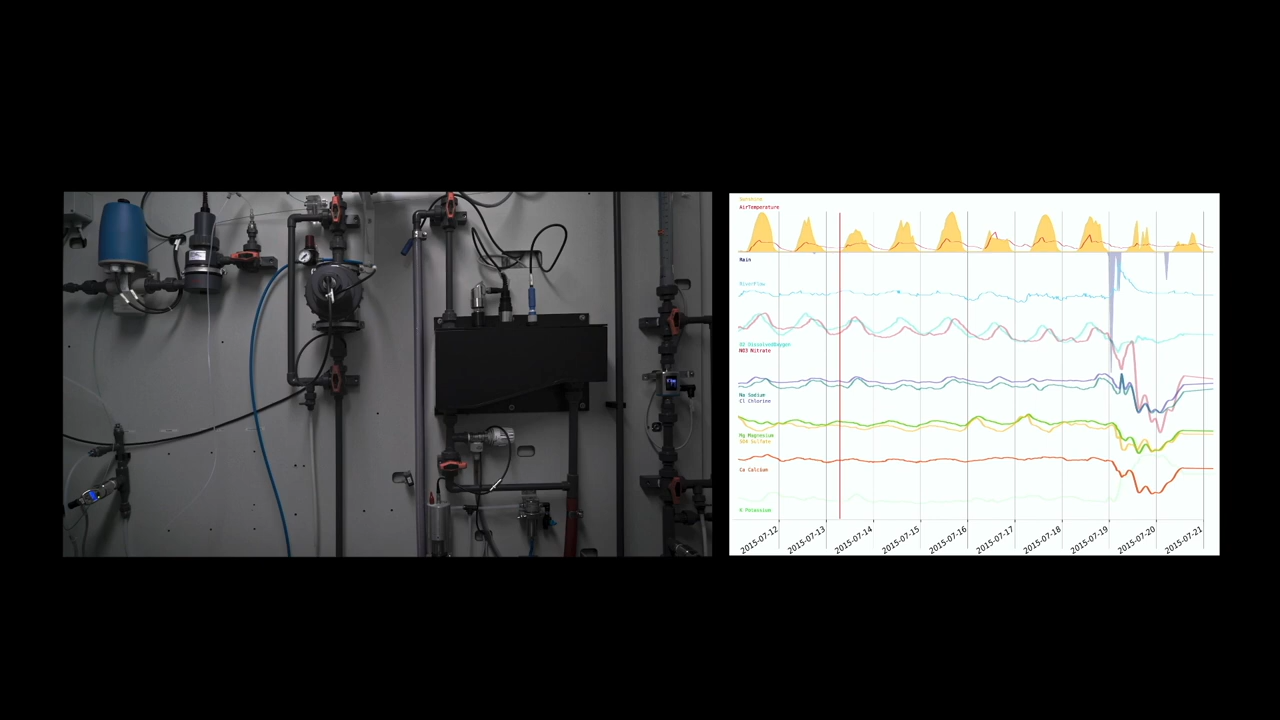 Sunshine
AirTemperature
Rain
RiverFlow
O2 DissolvedOxygen
NO3 Nitrate
Na Sodium
Cl Chlorine
Mg Magnesium
SO4 Sulfate
Ca Calcium
K Potassium
2015-07-12
2015-07-13
2015-07-14
2015-07-15
2015-07-16
2015-07-17
2015-07-18
2015-07-19
2015-07-20
2015-07-21